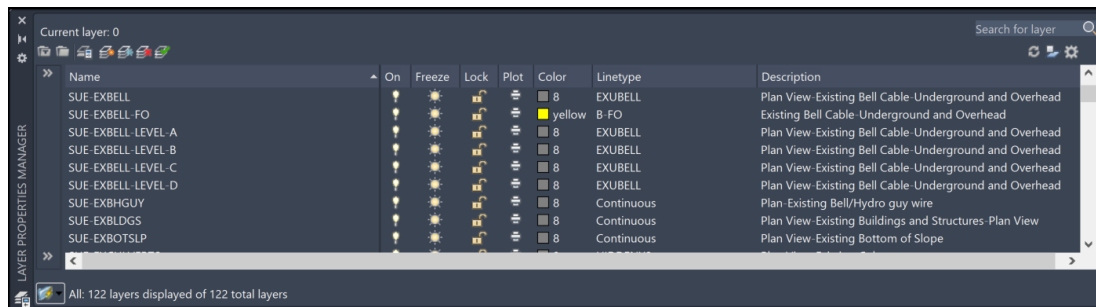 Current layer: 0
Search for layer
Name On Freeze Lock Plot Color Linetype Description
SUE-EXBELL 8 EXUBELL Plan View-Existing Bell Cable-Underground and Overhead
SUE-EXBELL-FO yellow B-FO Existing Bell Cable-Underground and Overhead
SUE-EXBELL-LEVEL-A 8 EXUBELL Plan View-Existing Bell Cable-Underground and Overhead
SUE-EXBELL-LEVEL-B 8 EXUBELL Plan View-Existing Bell Cable-Underground and Overhead
SUE-EXBELL-LEVEL-C 8 EXUBELL Plan View-Existing Bell Cable-Underground and Overhead
SUE-EXBELL-LEVEL-D 8 EXUBELL Plan View-Existing Bell Cable-Underground and Overhead
SUE-EXBHGUY 8 Continuous Plan-Existing Bell/Hydro guy wire
SUE-EXBLDGS 8 Continuous Plan View-Existing Buildings and Structures-Plan View
SUE-EXBOTSLP 8 Continuous Plan View-Existing Bottom of Slope
All: 122 layers displayed of 122 total layers
LAYER PROPERTIES MANAGER